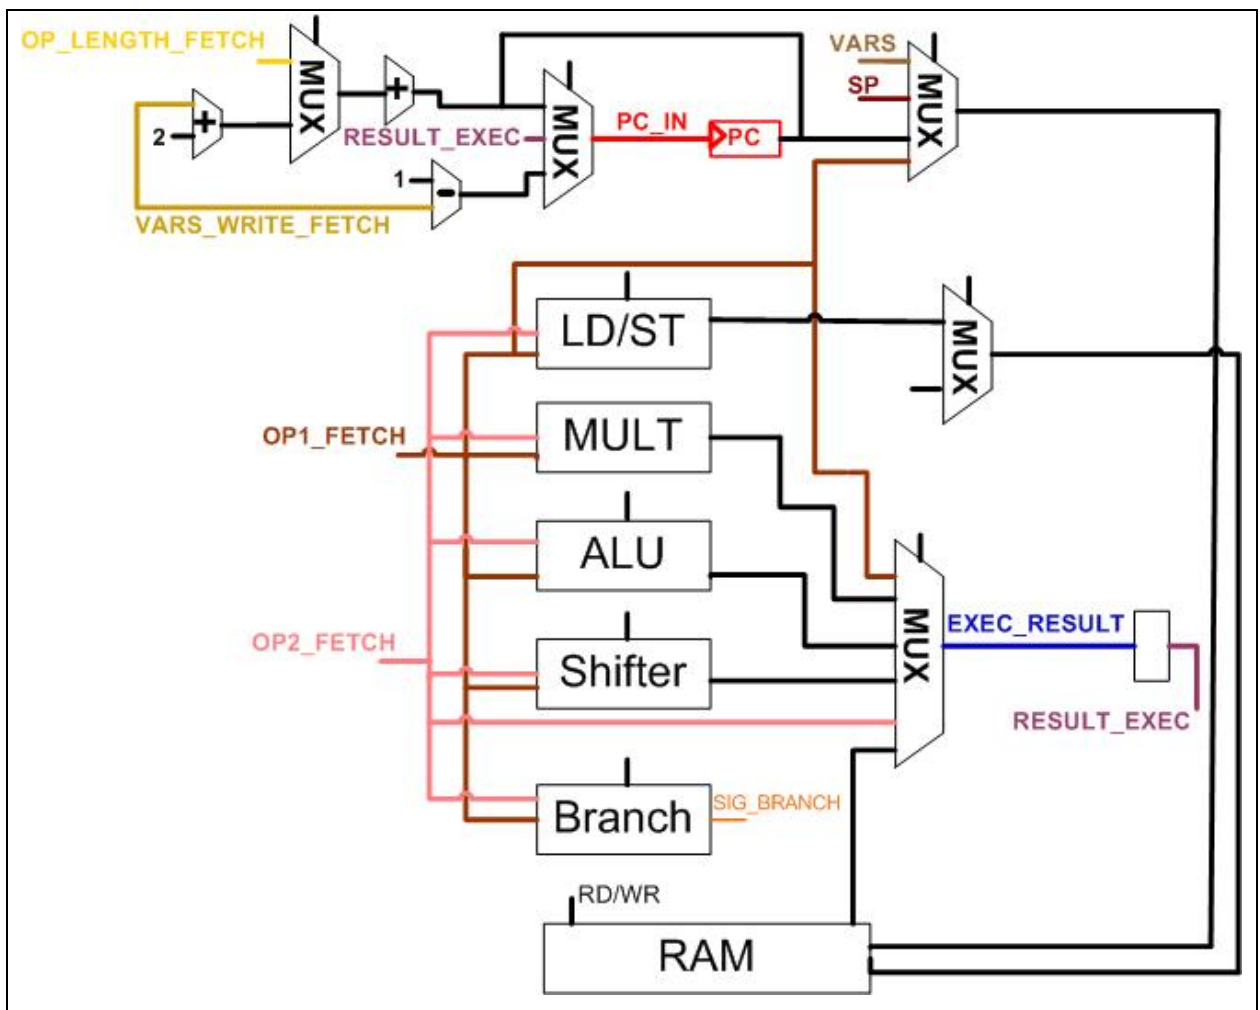 OP_LENGTH_FETCH
MUX
+
+
2
MUX
RESULT_EXEC
PC_IN
PC
VARS
SP
MUX
1
-
VARS_WRITE_FETCH
LD/ST
MUX
OP1_FETCH
MULT
ALU
OP2_FETCH
Shifter
MUX
EXEC_RESULT
RESULT_EXEC
Branch
SIG_BRANCH
RD/WR
RAM